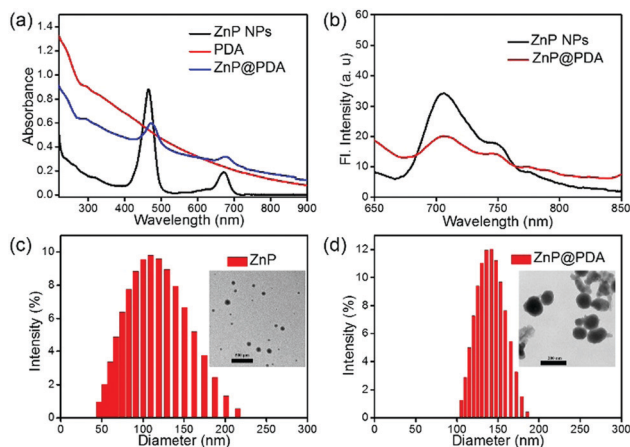 (a)
ZnP NPs
PDA
ZnP@PDA
Absorbance
1.4
1.2
1.0
0.8
0.6
0.4
0.2
0.0
300 400 500 600 700 800 900
Wavelength (nm)
(b)
ZnP NPs
ZnP@PDA
Fl. Intensity (a. u)
60
50
40
30
20
10
0
650 700 750 800 850
Wavelength (nm)
(c)
ZnP
Intensity (%)
10
8
6
4
2
0
0 50 100 150 200 250 300
Diameter (nm)
(d)
ZnP@PDA
Intensity (%)
12
10
8
6
4
2
0
0 50 100 150 200 250 300
Diameter (nm)